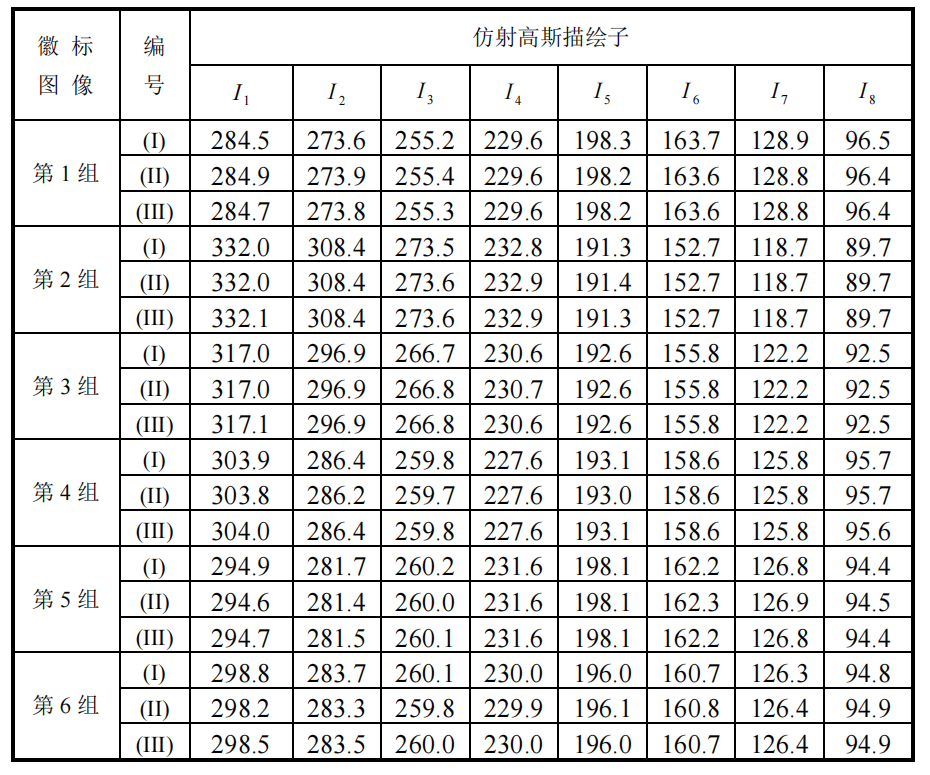 徽 标 图 像 编 号 仿射高斯描绘子
I1 I2 I3 I4 I5 I6 I7 I8
第1组
(I) 284.5 273.6 255.2 229.6 198.3 163.7 128.9 96.5
(II) 284.9 273.9 255.4 229.6 198.2 163.6 128.8 96.4
(III) 284.7 273.8 255.3 229.6 198.2 163.6 128.8 96.4
第2组
(I) 332.0 308.4 273.5 232.8 191.3 152.7 118.7 89.7
(II) 332.0 308.4 273.6 232.9 191.4 152.7 118.7 89.7
(III) 332.1 308.4 273.6 232.9 191.3 152.7 118.7 89.7
第3组
(I) 317.0 296.9 266.7 230.6 192.6 155.8 122.2 92.5
(II) 317.0 296.9 266.8 230.7 192.6 155.8 122.2 92.5
(III) 317.1 296.9 266.8 230.6 192.6 155.8 122.2 92.5
第4组
(I) 303.9 286.4 259.8 227.6 193.1 158.6 125.8 95.7
(II) 303.8 286.2 259.7 227.6 193.0 158.6 125.8 95.7
(III) 304.0 286.4 259.8 227.6 193.1 158.6 125.8 95.6
第5组
(I) 294.9 281.7 260.2 231.6 198.1 162.2 126.8 94.4
(II) 294.6 281.4 260.0 231.6 198.1 162.3 126.9 94.5
(III) 294.7 281.5 260.1 231.6 198.1 162.2 126.8 94.4
第6组
(I) 298.8 283.7 260.1 230.0 196.0 160.7 126.3 94.8
(II) 298.2 283.3 259.8 229.9 196.1 160.8 126.4 94.9
(III) 298.5 283.5 260.0 230.0 196.0 160.7 126.4 94.9